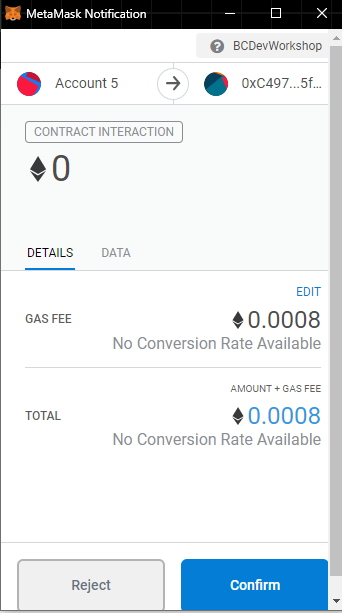 MetaMask Notification
BCDevWorkshop
Account 5
0xC497...5f...
CONTRACT INTERACTION
0
DETAILS DATA
EDIT
GAS FEE 0.0008
No Conversion Rate Available
AMOUNT + GAS FEE
TOTAL 0.0008
No Conversion Rate Available
Reject Confirm